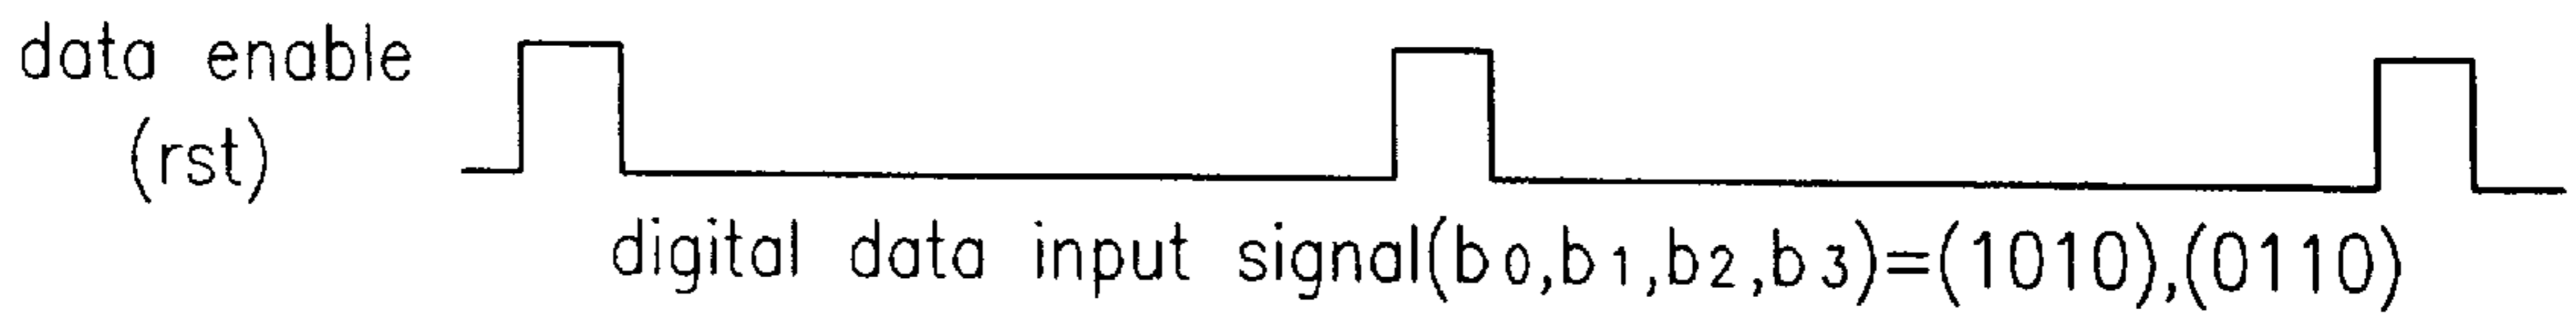 data enable
(rst)
digital data input signal(b0,b1,b2,b3)=(1010),(0110)